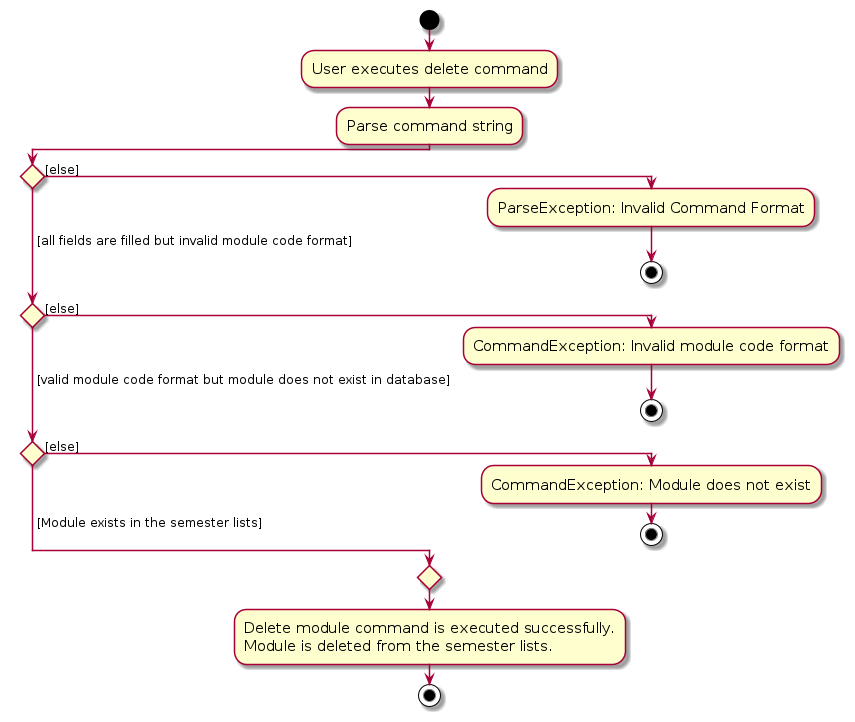 User executes delete command
Parse command string
[else]
ParseException: Invalid Command Format
[all fields are filled but invalid module code format]
[else]
CommandException: Invalid module code format
[valid module code format but module does not exist in database]
[else]
CommandException: Module does not exist
[Module exists in the semester lists]
Delete module command is executed successfully.
Module is deleted from the semester lists.